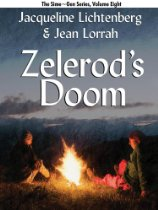 The Sime~Gen Series, Volume Eight
Jacqueline Lichtenberg
& Jean Lorrah
Zelerod's
Doom